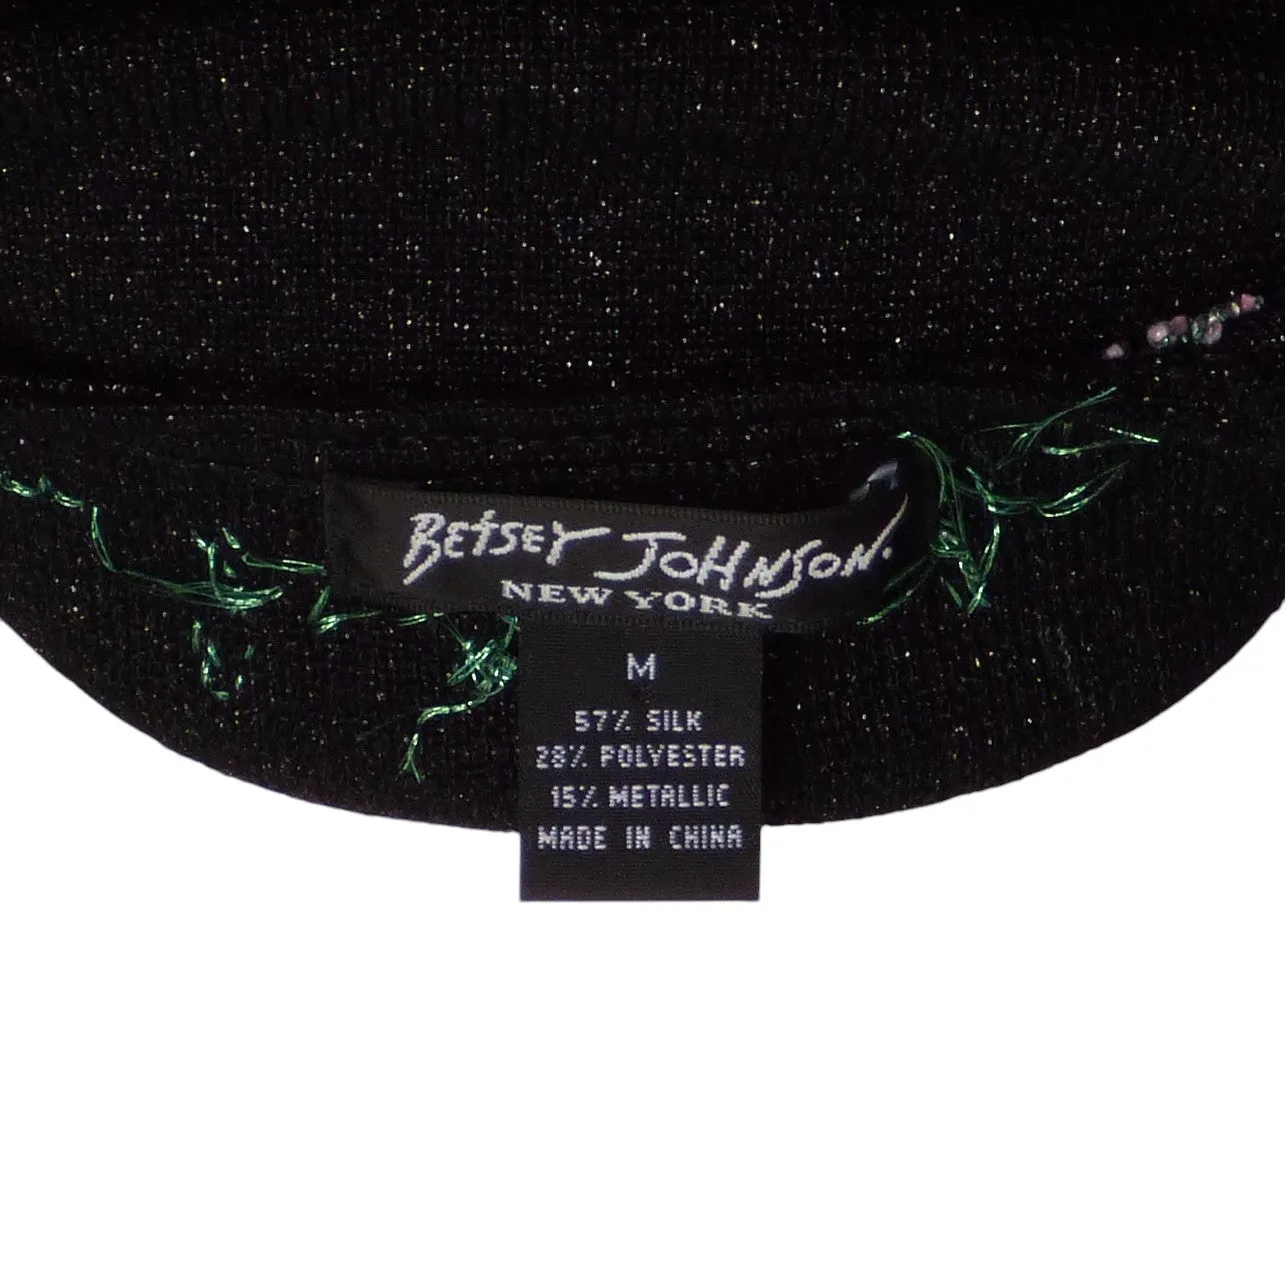 BEtSEY JOHNSON.
NEW YORK
M
57% SILK
28% POLYESTER
15% METALLIC
MADE IN CHINA